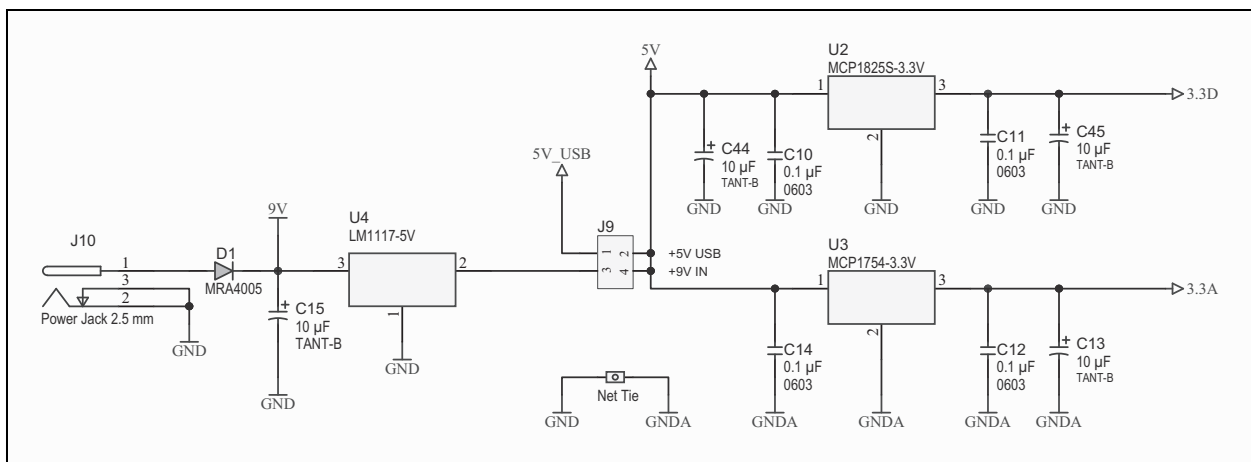 5V
U2
MCP1825S-3.3V
1
3
3.3D
2
C44
10 µF
TANT-B
C10
0.1 µF
0603
C11
0.1 µF
0603
C45
10 µF
TANT-B
GND
GND
GND
GND
GND
5V_USB
9V
J10
D1
MRA4005
U4
LM1117-5V
J9
1
3
2
Power Jack 2.5 mm
GND
3
2
1
GND
C15
10 µF
TANT-B
GND
1
2
3
4
+5V USB
+9V IN
U3
MCP1754-3.3V
1
3
3.3A
2
C14
0.1 µF
0603
C12
0.1 µF
0603
C13
10 µF
TANT-B
Net Tie
GND
GNDA
GNDA
GNDA
GNDA
GNDA